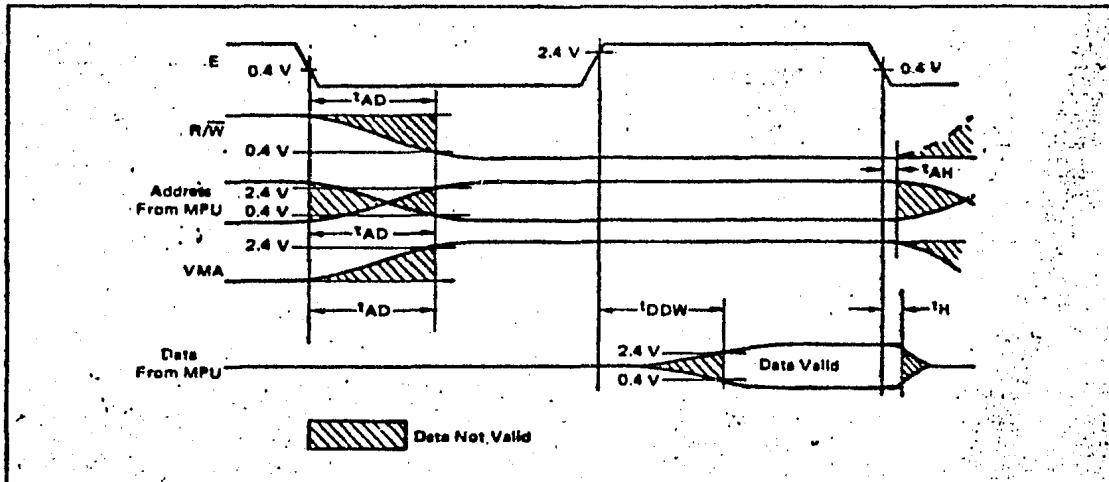 E
0.4 V
2.4 V
0.4 V
tAD
R/W̅
0.4 V
tAH
Address
From MPU
2.4 V
0.4 V
tAD
2.4 V
VMA
tAD
tDDW
tH
Data
From MPU
2.4 V
0.4 V
Data Valid
Data Not Valid